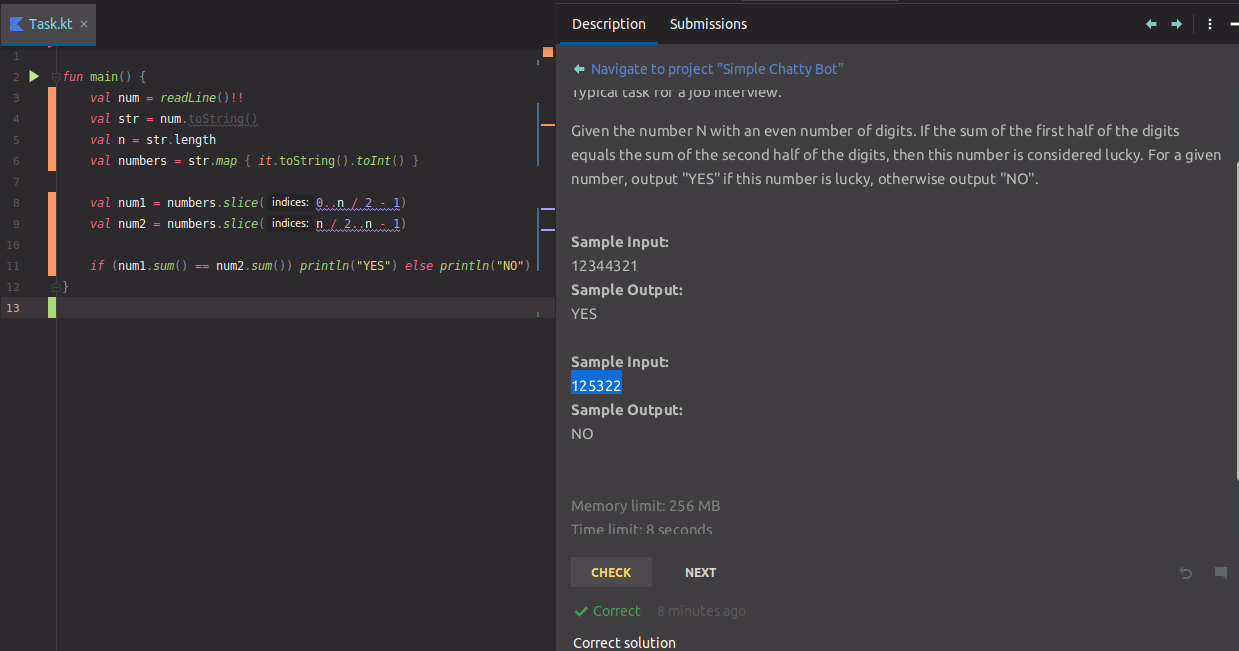 Task.kt ×
1
2 fun main() {
3 val num = readLine()!!
4 val str = num.toString()
5 val n = str.length
6 val numbers = str.map { it.toString().toInt() }
7
8 val num1 = numbers.slice( indices: 0..n / 2 - 1)
9 val num2 = numbers.slice( indices: n / 2..n - 1)
10
11 if (num1.sum() == num2.sum()) println("YES") else println("NO")
12 }
13
Description Submissions
Navigate to project "Simple Chatty Bot"
Typical task for a job interview.
Given the number N with an even number of digits. If the sum of the first half of the digits
equals the sum of the second half of the digits, then this number is considered lucky. For a given
number, output "YES" if this number is lucky, otherwise output "NO".
Sample Input:
12344321
Sample Output:
YES
Sample Input:
125322
Sample Output:
NO
Memory limit: 256 MB
Time limit: 8 seconds
CHECK NEXT
Correct 8 minutes ago
Correct solution